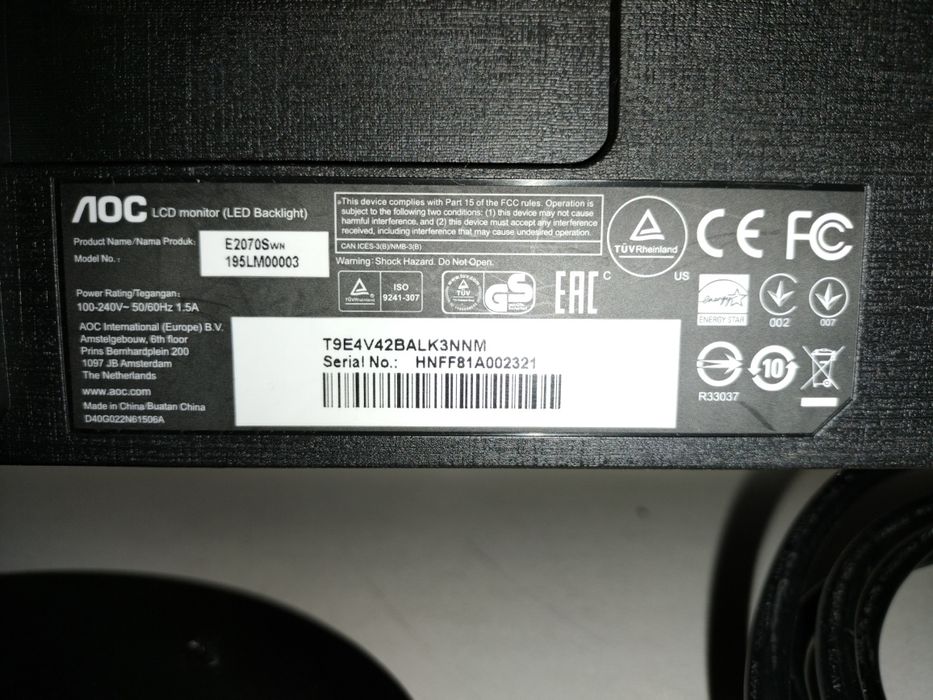 AOC LCD monitor (LED Backlight)
Product Name/Nama Produk: E2070SWN
Model No.: 195LM00003
Power Rating/Tegangan:
100-240V~ 50/60Hz 1.5A
AOC International (Europe) B.V.
Amstelgebouw, 6th floor
Prins Bernhardplein 200
1097 JB Amsterdam
The Netherlands
www.aoc.com
Made in China/Buatan China
D40G022N61506A
This device complies with Part 15 of the FCC rules. Operation is
subject to the following two conditions: (1) this device may not cause
harmful interference, and (2) this device must accept any interference
received, including interference that may cause undesired operation.
CAN ICES-3(B)/NMB-3(B)
Warning: Shock Hazard. Do Not Open.
TÜVRheinland
ISO
9241-307
TÜV
GS
EAC
TÜVRheinland
C
US
CE
FC
energy
ENERGY STAR
002
007
R33037
10
T9E4V42BALK3NNM
Serial No.: HNFF81A002321